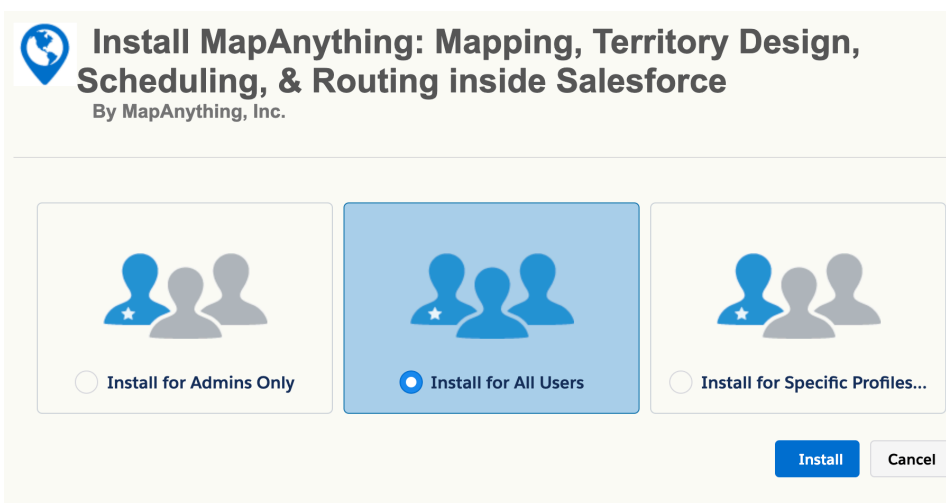 Install MapAnything: Mapping, Territory Design,
Scheduling, & Routing inside Salesforce
By MapAnything, Inc.
Install for Admins Only
Install for All Users
Install for Specific Profiles...
Install
Cancel